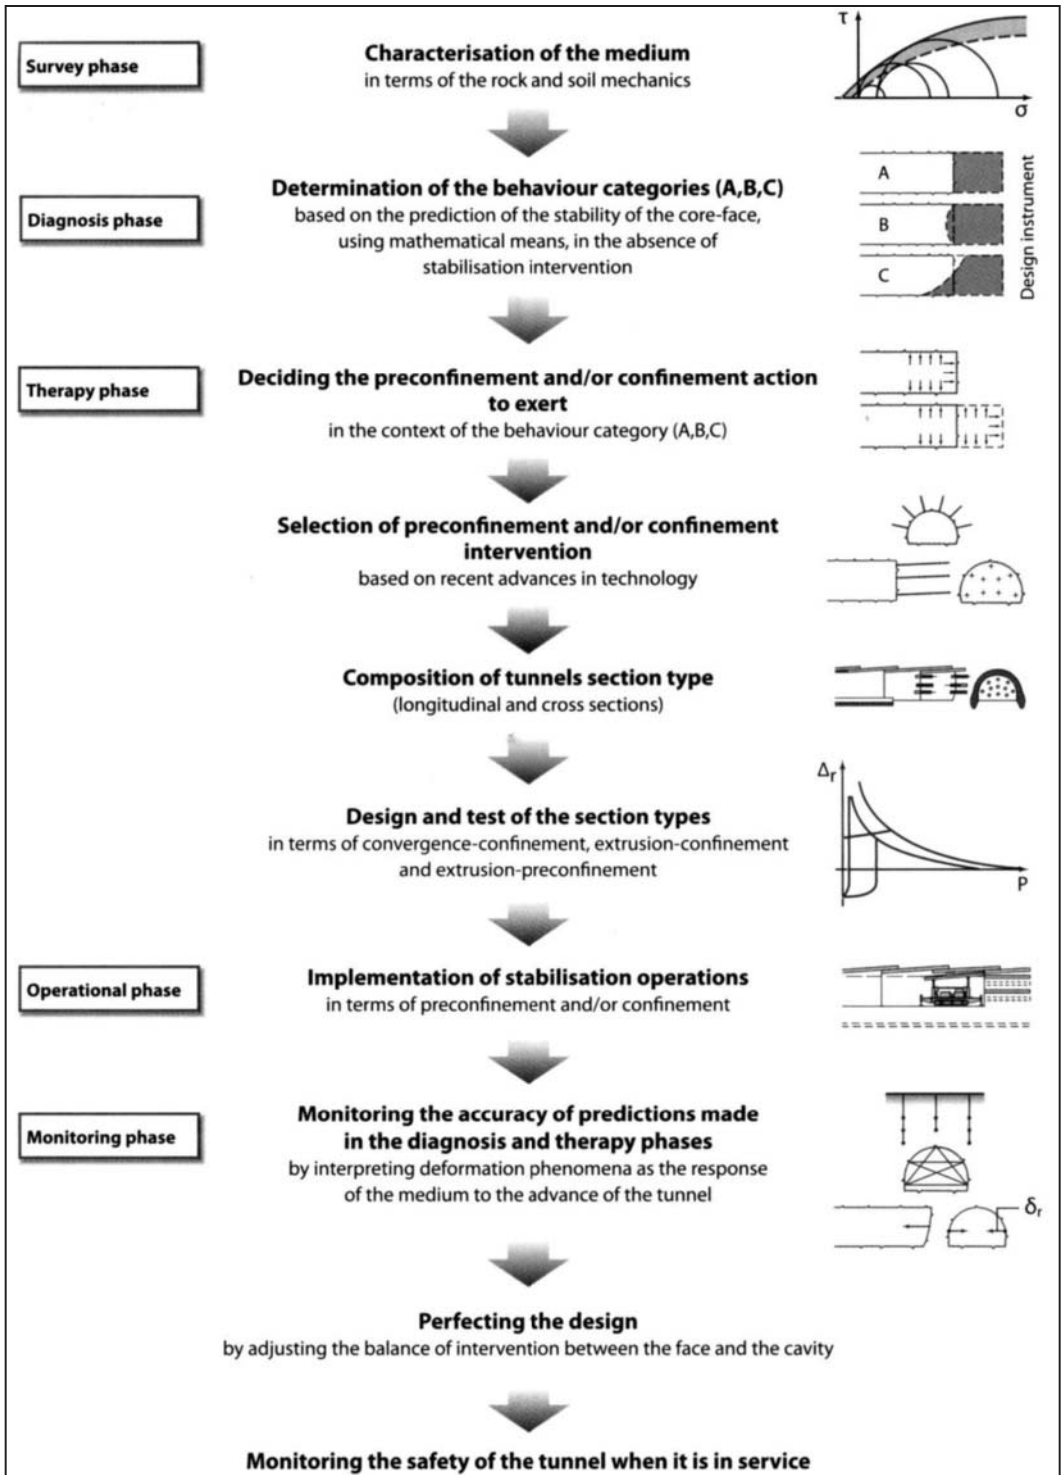 Survey phase
Characterisation of the medium
in terms of the rock and soil mechanics
τ
σ
Diagnosis phase
Determination of the behaviour categories (A,B,C)
based on the prediction of the stability of the core-face,
using mathematical means, in the absence of
stabilisation intervention
A
B
C
Design instrument
Therapy phase
Deciding the preconfinement and/or confinement action
to exert
in the context of the behaviour category (A,B,C)
Selection of preconfinement and/or confinement
intervention
based on recent advances in technology
Composition of tunnels section type
(longitudinal and cross sections)
Design and test of the section types
in terms of convergence-confinement, extrusion-confinement
and extrusion-preconfinement
Δr
P
Operational phase
Implementation of stabilisation operations
in terms of preconfinement and/or confinement
Monitoring phase
Monitoring the accuracy of predictions made
in the diagnosis and therapy phases
by interpreting deformation phenomena as the response
of the medium to the advance of the tunnel
δr
Perfecting the design
by adjusting the balance of intervention between the face and the cavity
Monitoring the safety of the tunnel when it is in service